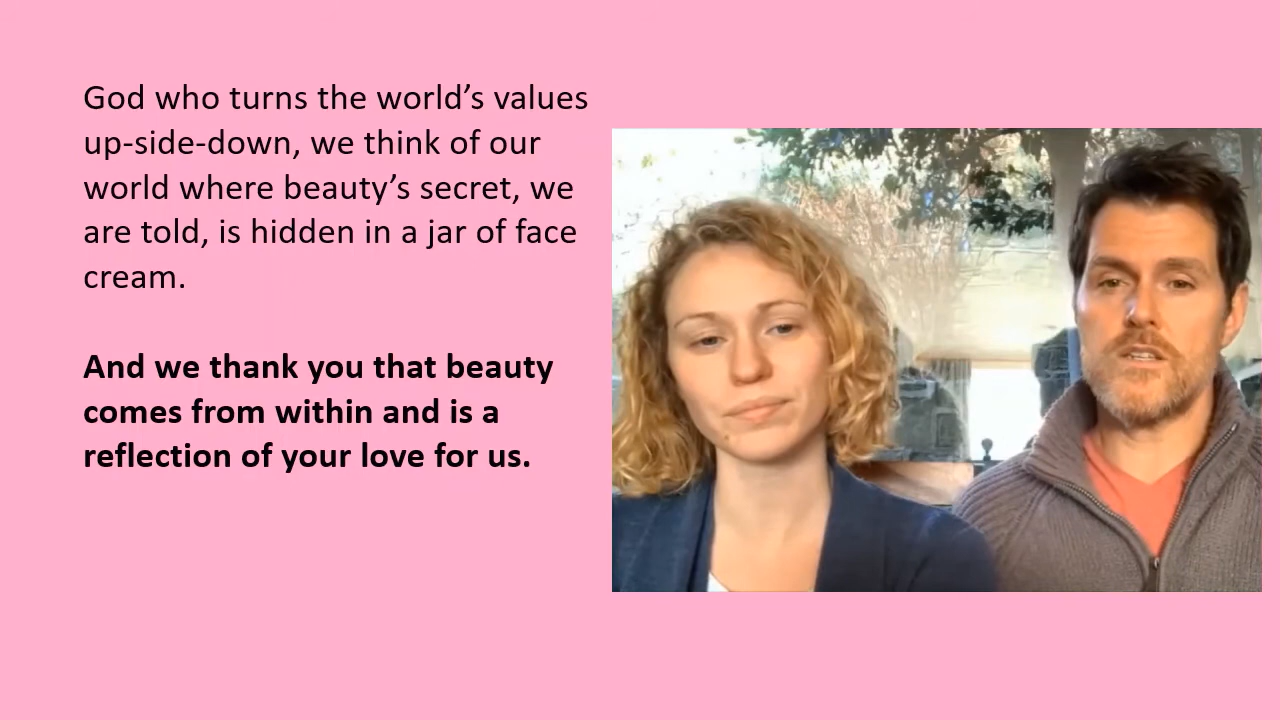 God who turns the world’s values
up-side-down, we think of our
world where beauty’s secret, we
are told, is hidden in a jar of face
cream.
And we thank you that beauty
comes from within and is a
reflection of your love for us.